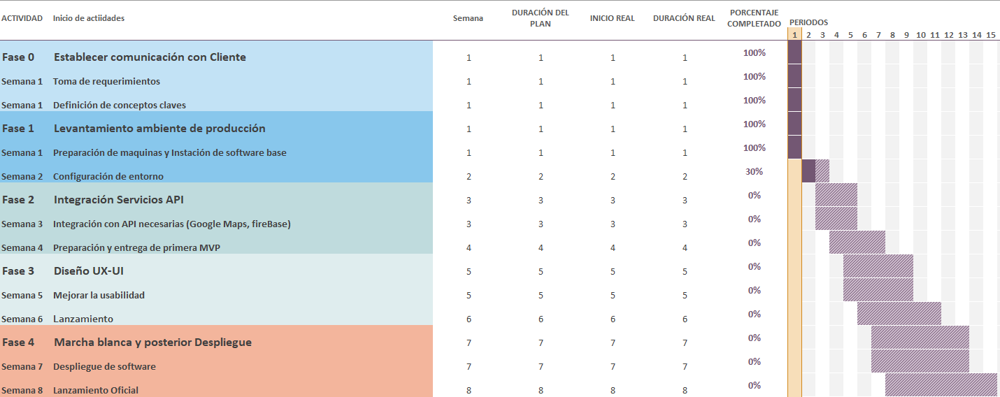 ACTIVIDAD Inicio de actiidades Semana DURACIÓN DEL PLAN INICIO REAL DURACIÓN REAL PORCENTAJE COMPLETADO PERIODOS
1 2 3 4 5 6 7 8 9 10 11 12 13 14 15
Fase 0 Establecer comunicación con Cliente 1 1 1 1 100%
Semana 1 Toma de requerimientos 1 1 1 1 100%
Semana 1 Definición de conceptos claves 1 1 1 1 100%
Fase 1 Levantamiento ambiente de producción 1 1 1 1 100%
Semana 1 Preparación de maquinas y Instación de software base 1 1 1 1 100%
Semana 2 Configuración de entorno 2 2 2 2 30%
Fase 2 Integración Servicios API 3 3 3 3 0%
Semana 3 Integración con API necesarias (Google Maps, fireBase) 3 3 3 3 0%
Semana 4 Preparación y entrega de primera MVP 4 4 4 4 0%
Fase 3 Diseño UX-UI 5 5 5 5 0%
Semana 5 Mejorar la usabilidad 5 5 5 5 0%
Semana 6 Lanzamiento 6 6 6 6 0%
Fase 4 Marcha blanca y posterior Despliegue 7 7 7 7 0%
Semana 7 Despliegue de software 7 7 7 7 0%
Semana 8 Lanzamiento Oficial 8 8 8 8 0%